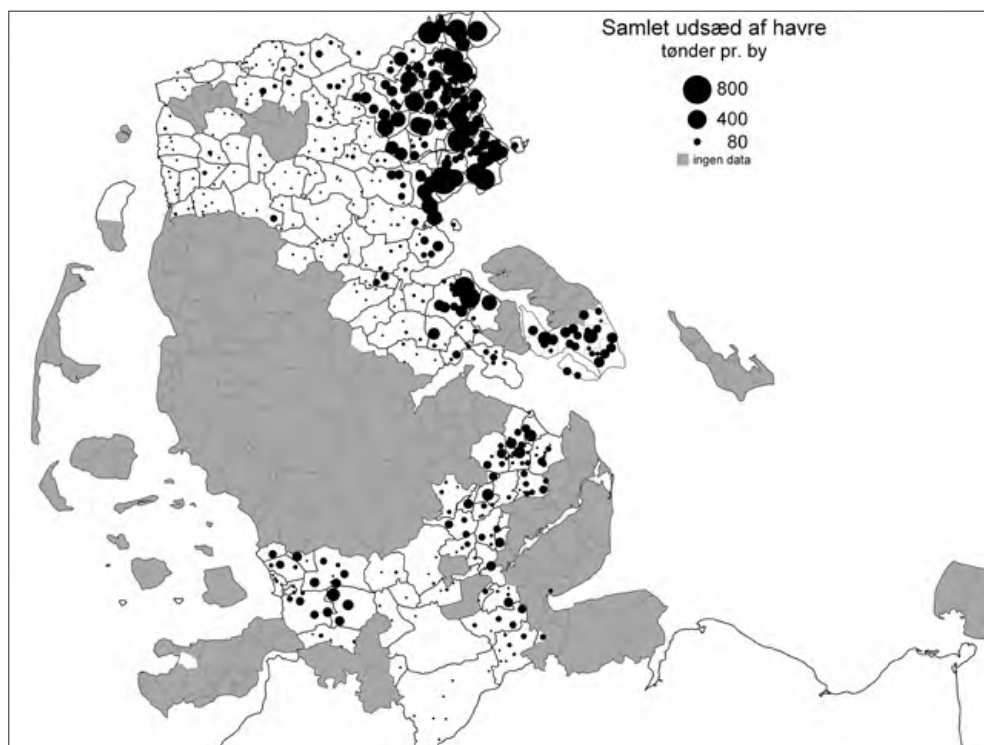 Samlet udsæd af havre
tønder pr. by
800
400
80
ingen data